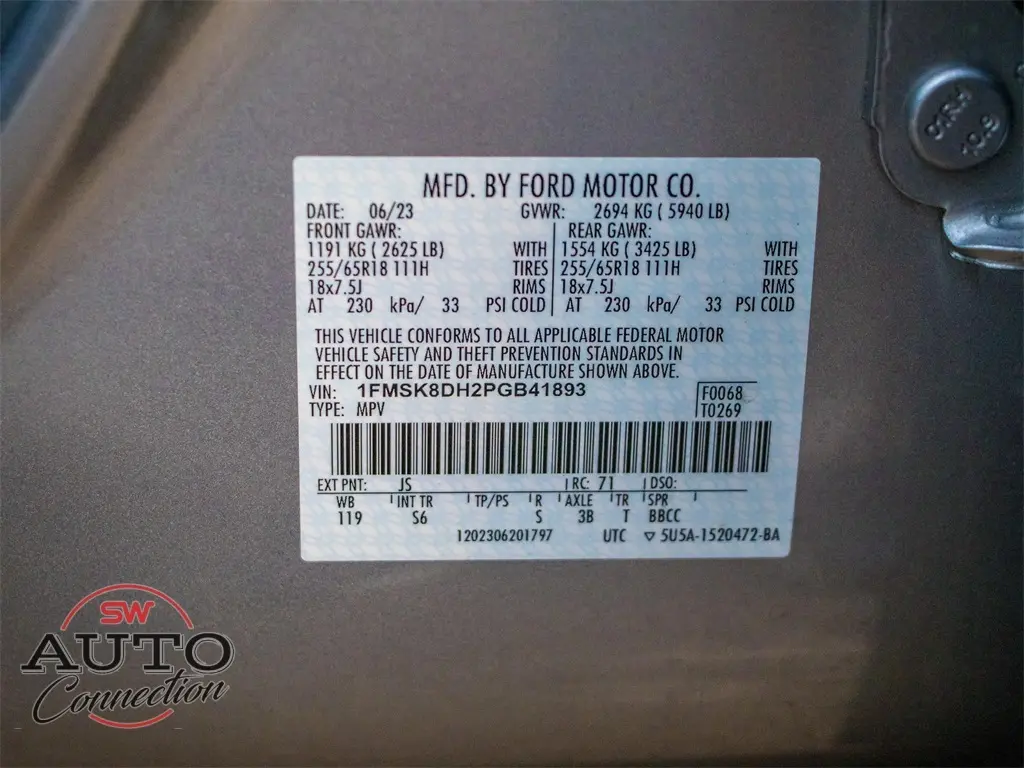 01RH
10.9
MFD. BY FORD MOTOR CO.
DATE: 06/23 GVWR: 2694 KG ( 5940 LB)
FRONT GAWR: REAR GAWR:
1191 KG ( 2625 LB) WITH 1554 KG ( 3425 LB) WITH
255/65R18 111H TIRES 255/65R18 111H TIRES
18x7.5J RIMS 18x7.5J RIMS
AT 230 kPa/ 33 PSI COLD AT 230 kPa/ 33 PSI COLD
THIS VEHICLE CONFORMS TO ALL APPLICABLE FEDERAL MOTOR
VEHICLE SAFETY AND THEFT PREVENTION STANDARDS IN
EFFECT ON THE DATE OF MANUFACTURE SHOWN ABOVE.
VIN: 1FMSK8DH2PGB41893 F0068
TYPE: MPV T0269
EXT PNT: JS RC: 71 DSO:
WB INT TR TP/PS R AXLE TR SPR
119 S6 S 3B T BBCC
1202306201797 UTC ▽ 5U5A-1520472-BA
SW
AUTO
Connection